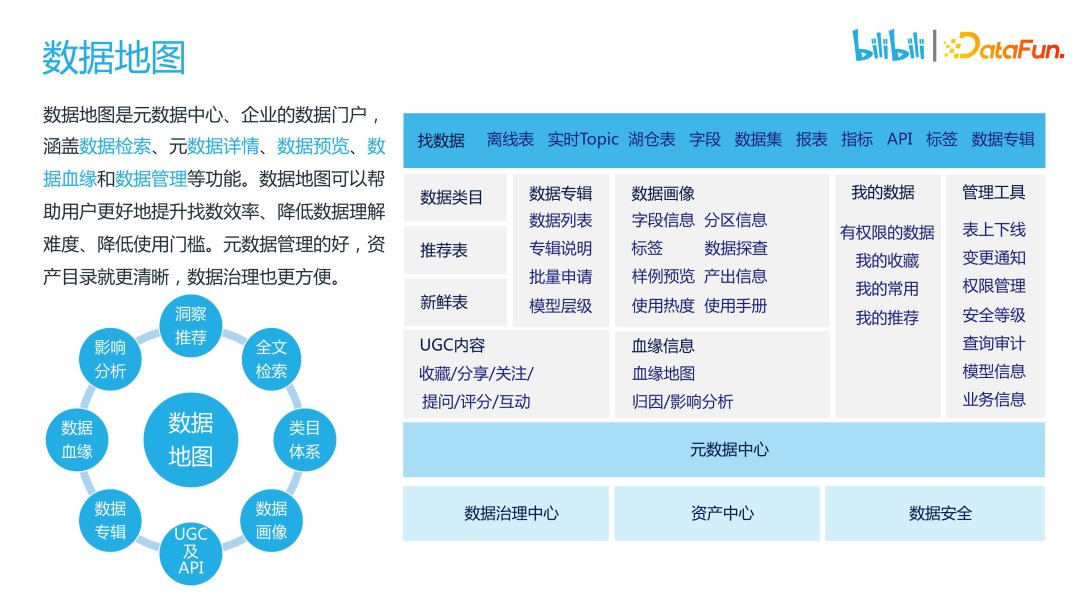 数据地图
bilibili | DataFun.
数据地图是元数据中心、企业的数据门户，
涵盖数据检索、元数据详情、数据预览、数
据血缘和数据管理等功能。数据地图可以帮
助用户更好地提升找数效率、降低数据理解
难度、降低使用门槛。元数据管理的好，资
产目录就更清晰，数据治理也更方便。
洞察
推荐
全文
检索
类目
体系
数据
画像
UGC
及
API
数据
专辑
数据
血缘
影响
分析
数据
地图
找数据 离线表 实时Topic 湖仓表 字段 数据集 报表 指标 API 标签 数据专辑
数据类目
推荐表
新鲜表
数据专辑
数据列表
专辑说明
批量申请
模型层级
数据画像
字段信息 分区信息
标签 数据探查
样例预览 产出信息
使用热度 使用手册
UGC内容
收藏/分享/关注/
提问/评分/互动
血缘信息
血缘地图
归因/影响分析
我的数据
有权限的数据
我的收藏
我的常用
我的推荐
管理工具
表上下线
变更通知
权限管理
安全等级
查询审计
模型信息
业务信息
元数据中心
数据治理中心 资产中心 数据安全